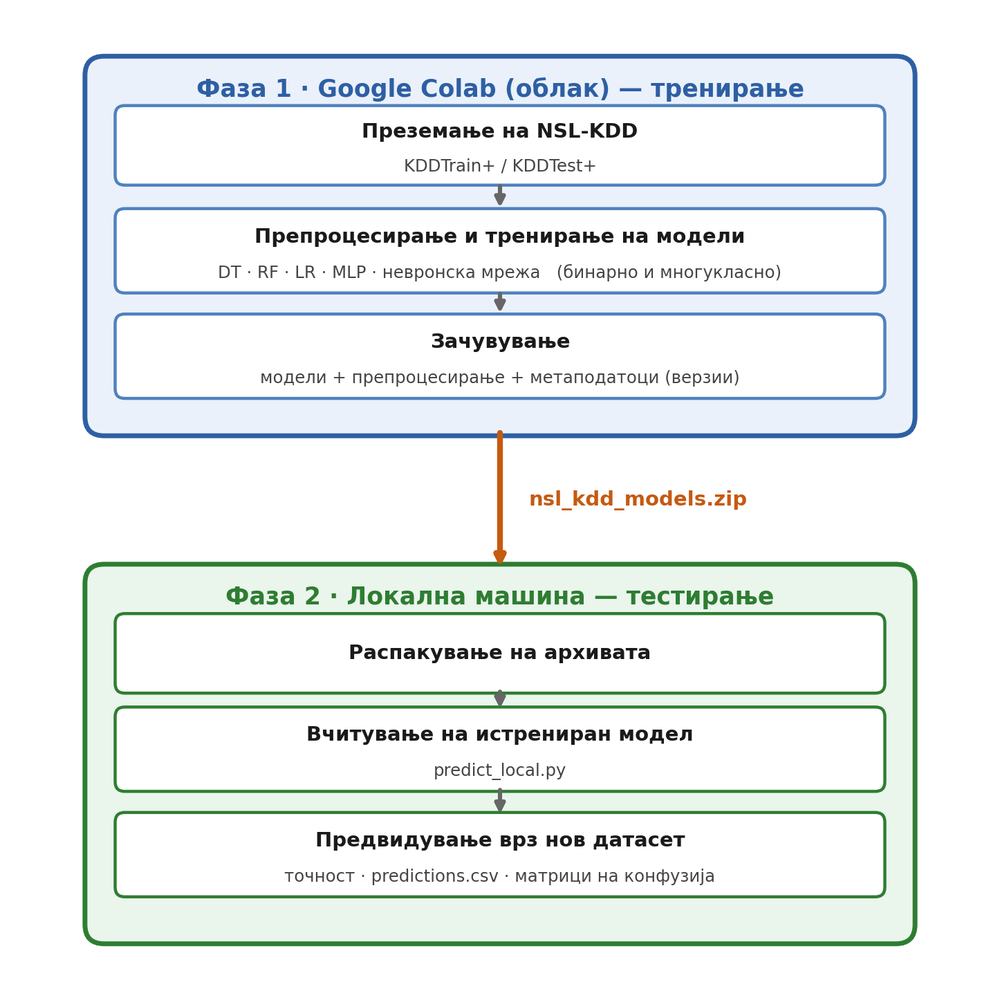 Фаза 1 · Google Colab (облак) — тренирање
Преземање на NSL-KDD
KDDTrain+ / KDDTest+
Препроцесирање и тренирање на модели
DT · RF · LR · MLP · невронска мрежа (бинарно и многукласно)
Зачувување
модели + препроцесирање + метаподатоци (верзии)
nsl_kdd_models.zip
Фаза 2 · Локална машина — тестирање
Распакување на архивата
Вчитување на истрениран модел
predict_local.py
Предвидување врз нов датасет
точност · predictions.csv · матрици на конфузија